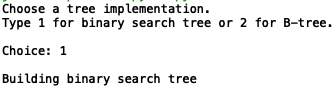 Choose a tree implementation.
Type 1 for binary search tree or 2 for B-tree.
Choice: 1
Building binary search tree